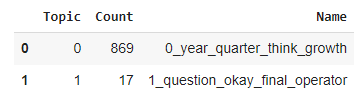 Topic Count Name
0 0 869 0_year_quarter_think_growth
1 1 17 1_question_okay_final_operator